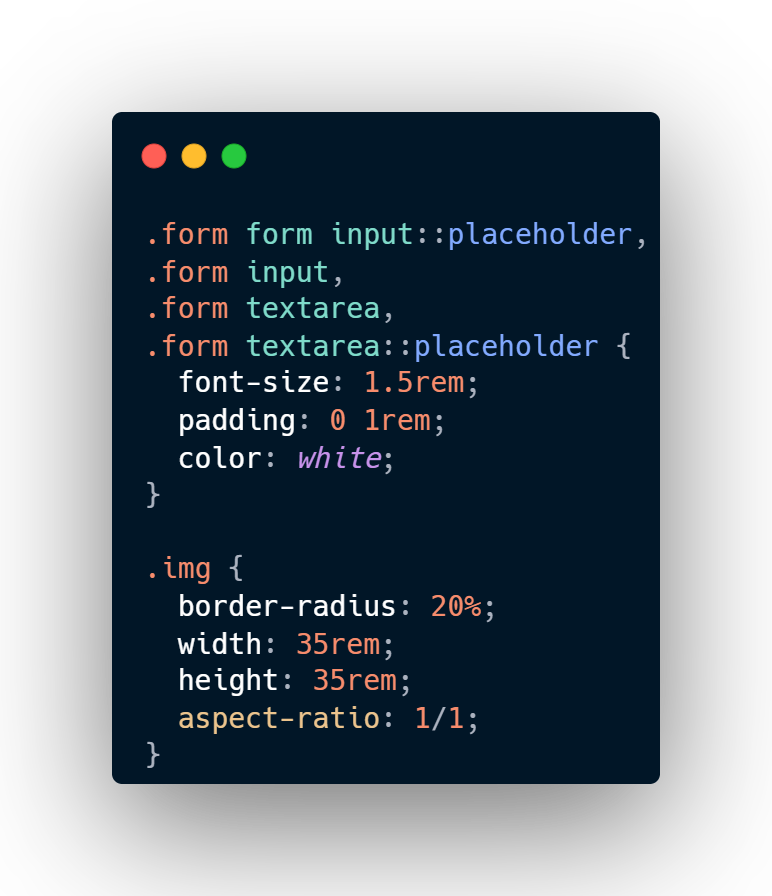 .form form input::placeholder,
.form input,
.form textarea,
.form textarea::placeholder {
  font-size: 1.5rem;
  padding: 0 1rem;
  color: white;
}

.img {
  border-radius: 20%;
  width: 35rem;
  height: 35rem;
  aspect-ratio: 1/1;
}